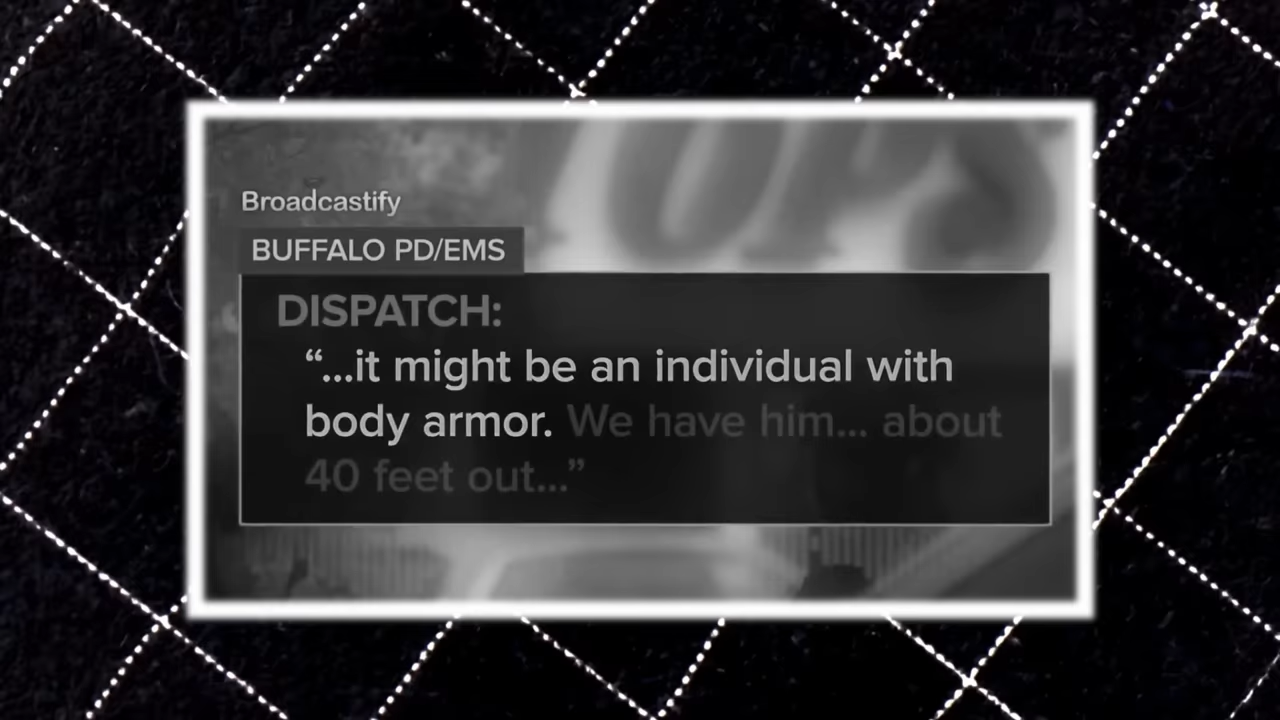 TOPS
Broadcastify
BUFFALO PD/EMS
DISPATCH:
“...it might be an individual with
body armor. We have him... about
40 feet out...”